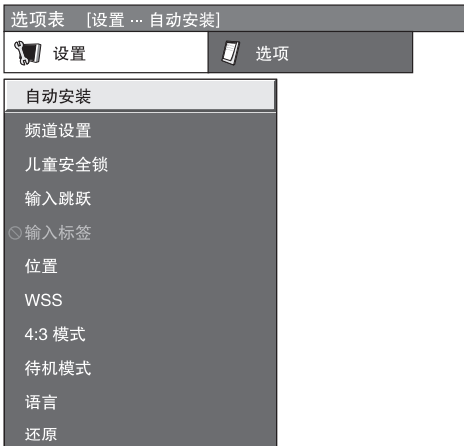 选项表 [设置 ··· 自动安装]
设置 选项
自动安装
频道设置
儿童安全锁
输入跳跃
输入标签
位置
WSS
4:3 模式
待机模式
语言
还原